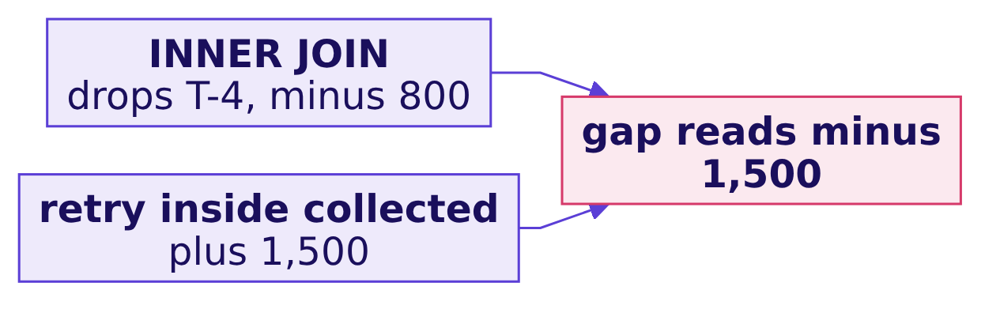 INNER JOIN
drops T-4, minus 800
gap reads minus
1,500
retry inside collected
plus 1,500